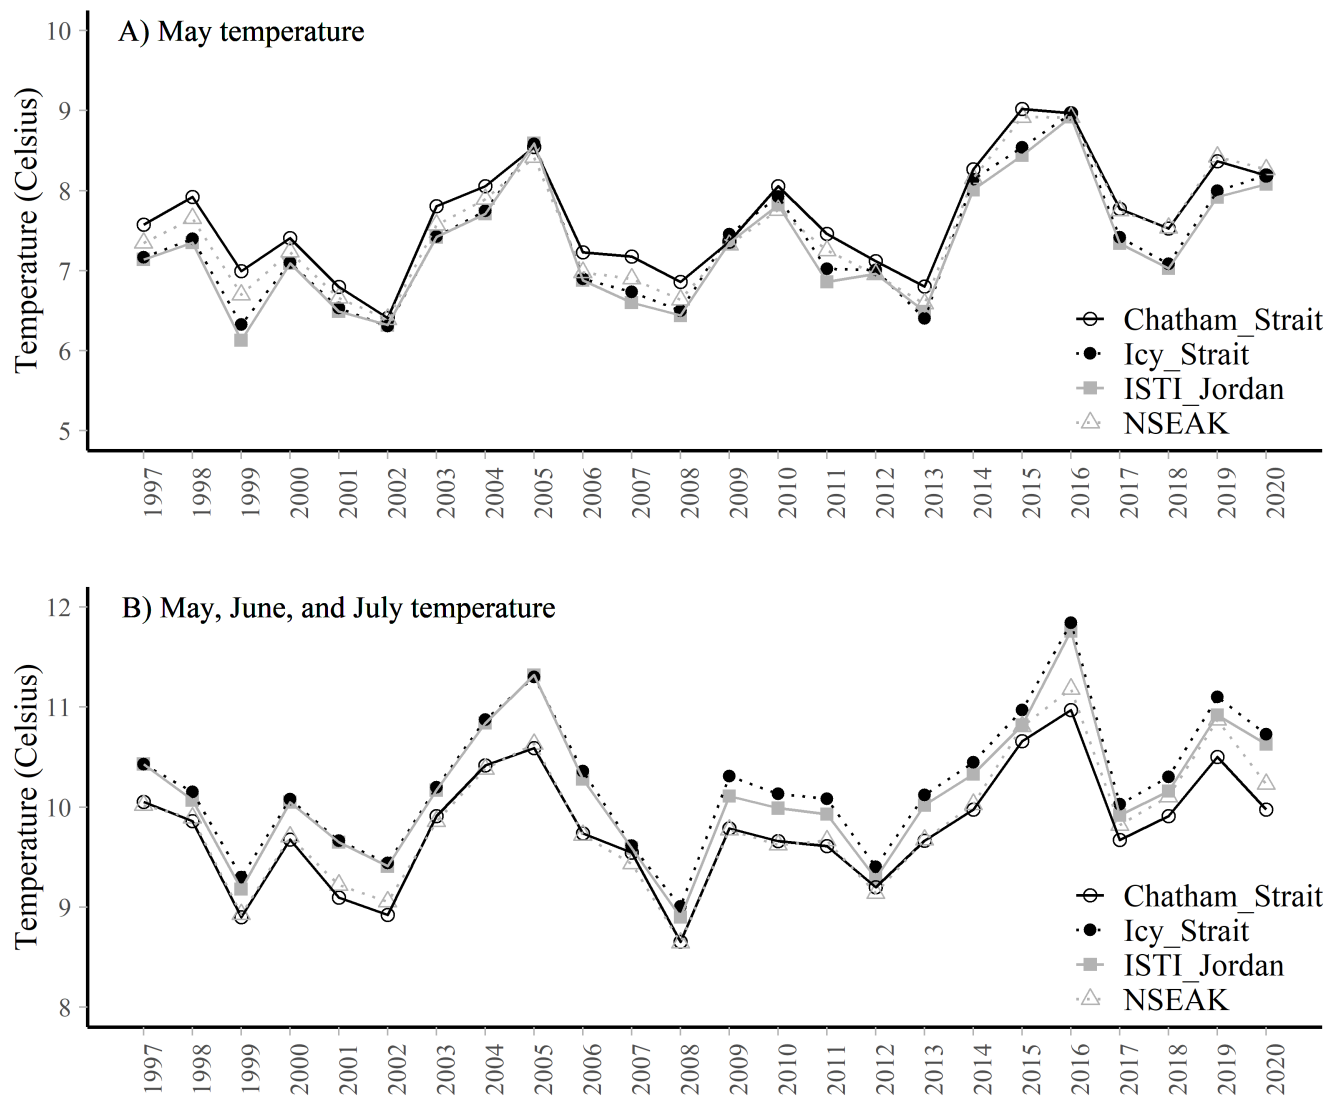 A) May temperature
Temperature (Celsius)
10
9
8
7
6
5
Chatham_Strait
Icy_Strait
ISTI_Jordan
NSEAK
1997 1998 1999 2000 2001 2002 2003 2004 2005 2006 2007 2008 2009 2010 2011 2012 2013 2014 2015 2016 2017 2018 2019 2020
B) May, June, and July temperature
Temperature (Celsius)
12
11
10
9
8
Chatham_Strait
Icy_Strait
ISTI_Jordan
NSEAK
1997 1998 1999 2000 2001 2002 2003 2004 2005 2006 2007 2008 2009 2010 2011 2012 2013 2014 2015 2016 2017 2018 2019 2020